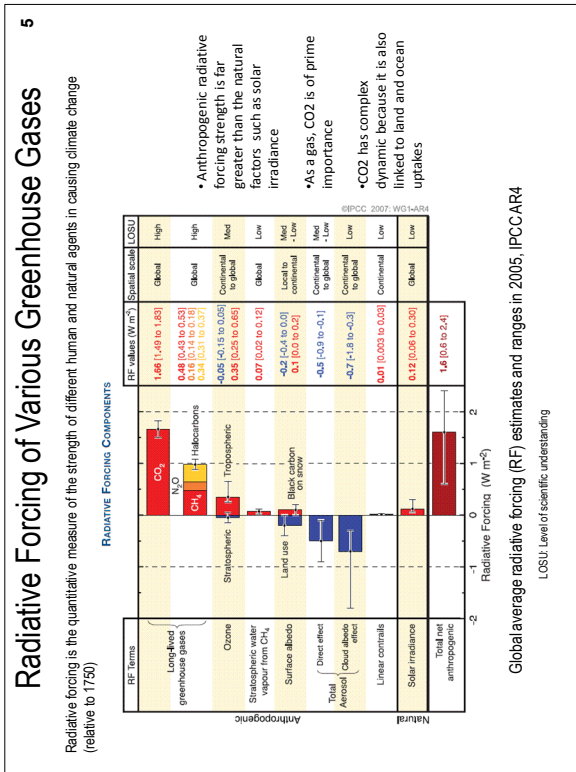 Radiative Forcing of Various Greenhouse Gases
5
Radiative forcing is the quantitative measure of the strength of different human and natural agents in causing climate change
(relative to 1750)
RADIATIVE FORCING COMPONENTS
RF Terms
RF values (W m⁻²)
Spatial scale
LOSU
Anthropogenic
Natural
Long-lived
greenhouse gases
CO₂
1.66 [1.49 to 1.83]
Global
High
N₂O
CH₄
Halocarbons
0.48 [0.43 to 0.53]
0.16 [0.14 to 0.18]
0.34 [0.31 to 0.37]
Global
High
Ozone
Stratospheric
Tropospheric
-0.05 [-0.15 to 0.05]
0.35 [0.25 to 0.65]
Continental
to global
Med
Stratospheric water
vapour from CH₄
0.07 [0.02 to 0.12]
Global
Low
Surface albedo
Land use
Black carbon
on snow
-0.2 [-0.4 to 0.0]
0.1 [0.0 to 0.2]
Local to
continental
Med
- Low
Total
Aerosol
Direct effect
-0.5 [-0.9 to -0.1]
Continental
to global
Med
- Low
Cloud albedo
effect
-0.7 [-1.8 to -0.3]
Continental
to global
Low
Linear contrails
0.01 [0.003 to 0.03]
Continental
Low
Solar irradiance
0.12 [0.06 to 0.30]
Global
Low
Total net
anthropogenic
1.6 [0.6 to 2.4]
-2
-1
0
1
2
Radiative Forcing (W m⁻²)
©IPCC 2007: WG1-AR4
• Anthropogenic radiative
forcing strength is far
greater than the natural
factors such as solar
irradiance
•As a gas, CO2 is of prime
importance
•CO2 has complex
dynamic because it is also
linked to land and ocean
uptakes
Global average radiative forcing (RF) estimates and ranges in 2005, IPCCAR4
LOSU: Level of scientific understanding